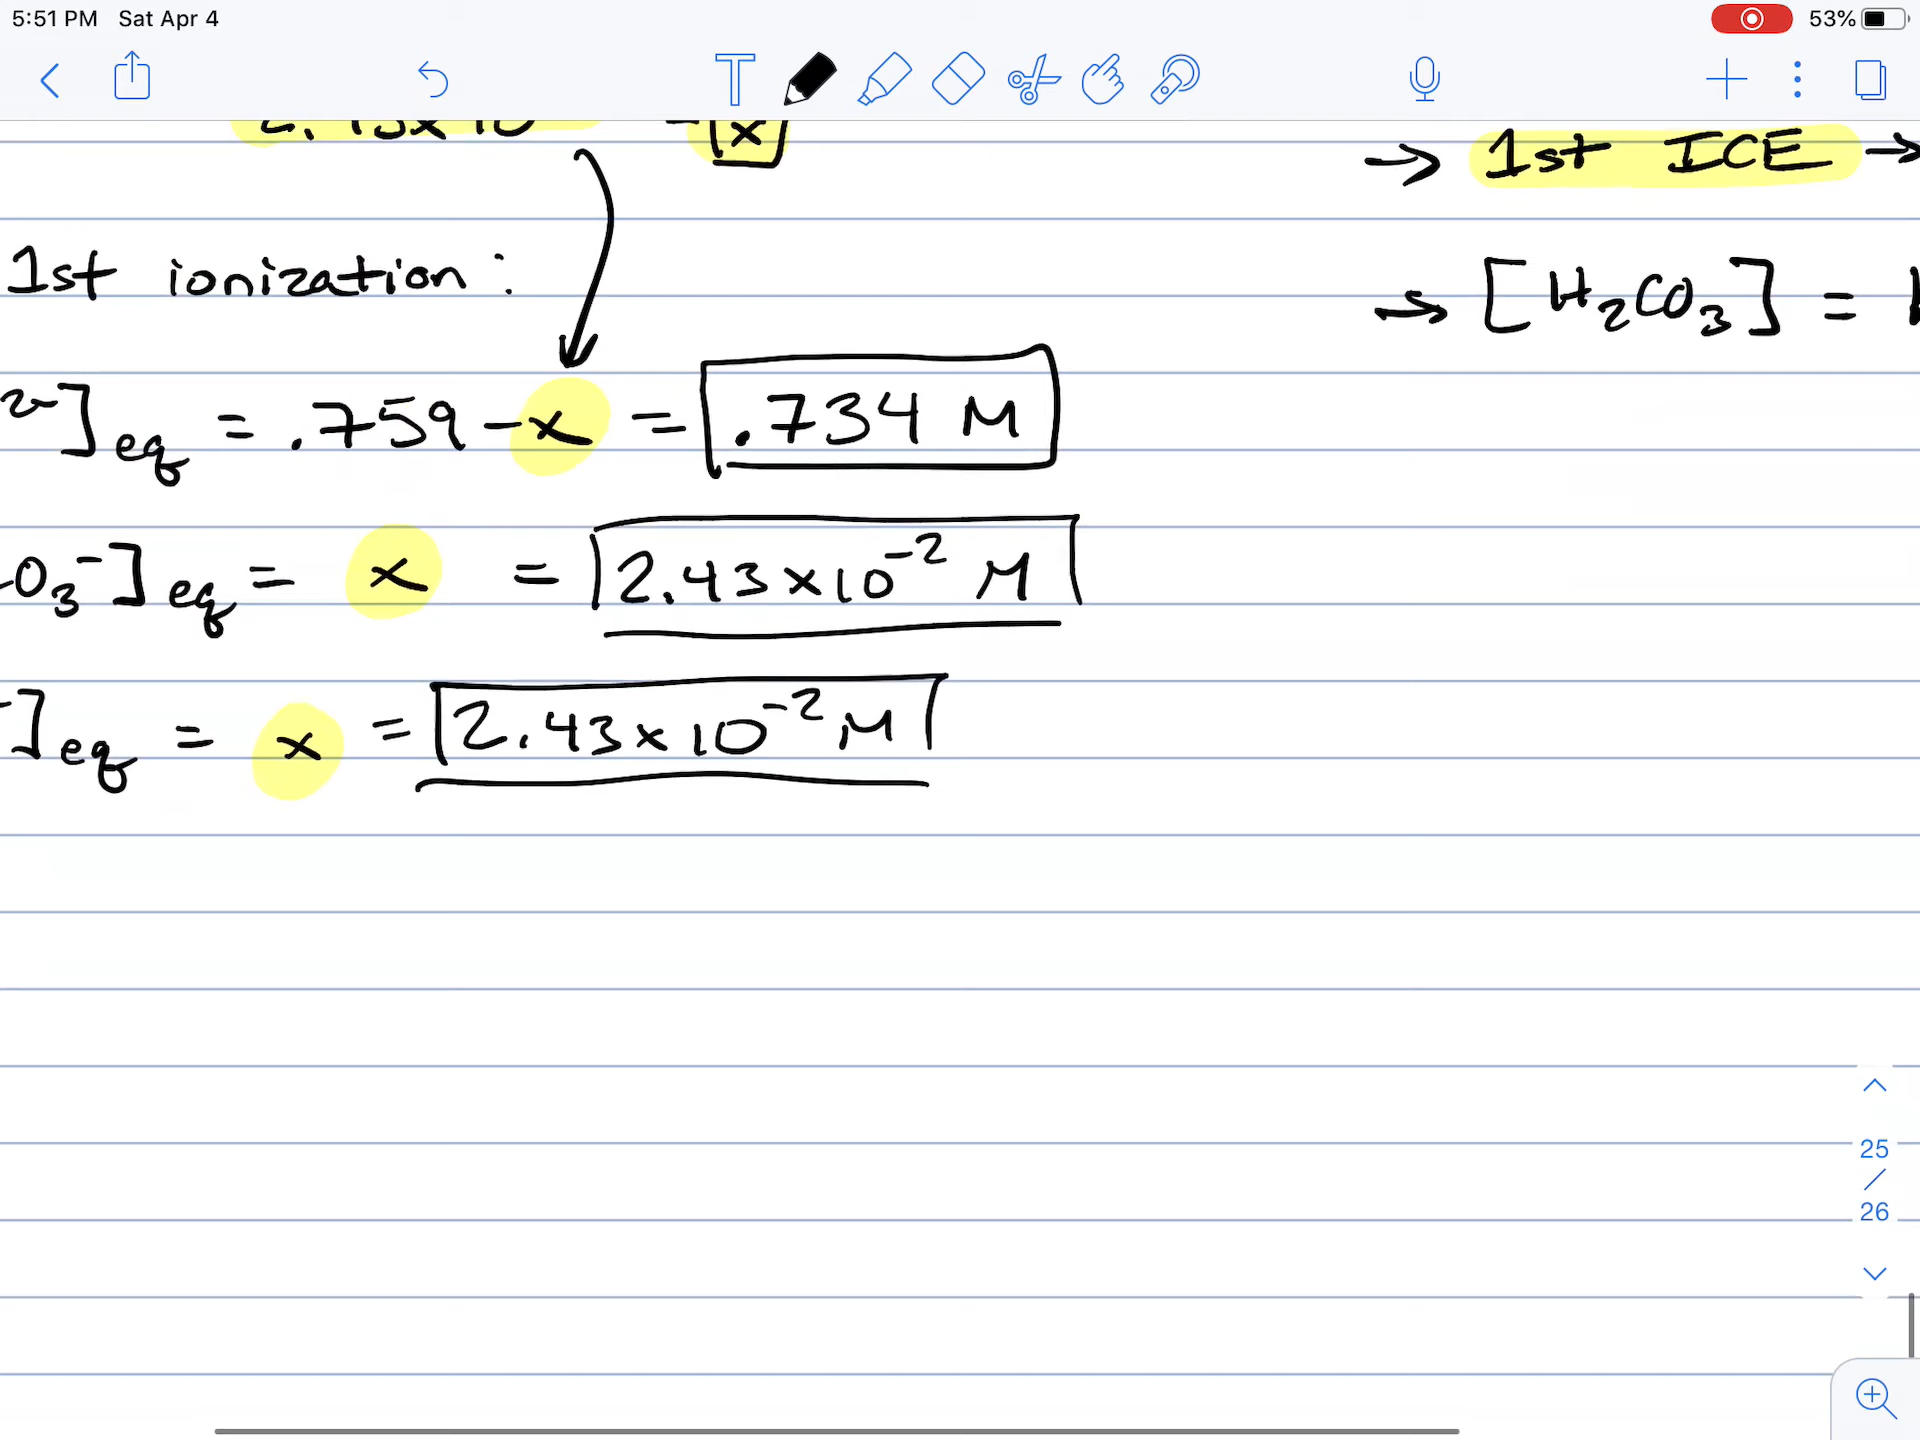 5:51 PM Sat Apr 4
53%
T
x
→ 1st ICE →
1st ionization :
→ [H₂CO₃] =
²⁻]eq = .759 - x = .734 M
O₃⁻]eq = x = 2.43 x 10⁻² M
⁻]eq = x = 2.43 x 10⁻² M
25
/
26